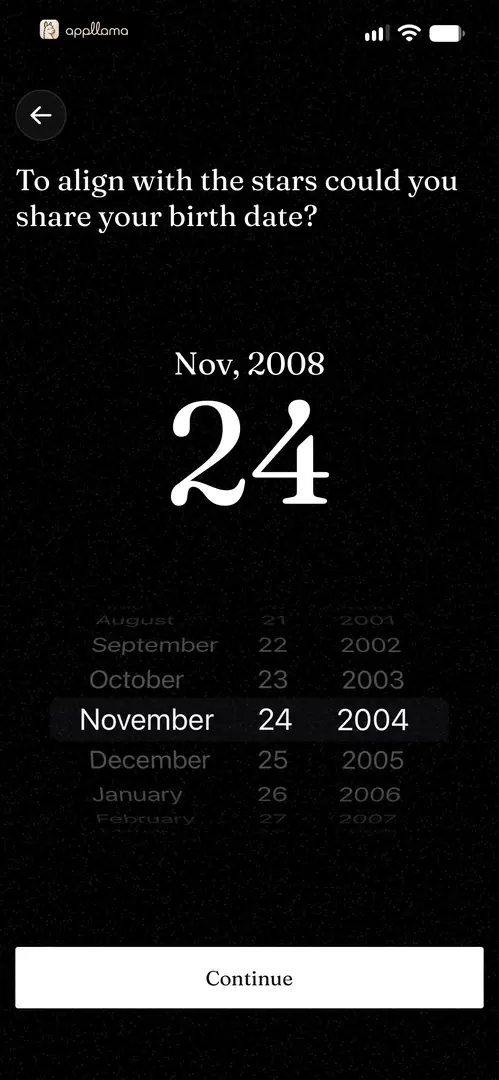 appllama
To align with the stars could you
share your birth date?
Nov, 2008
24
August 21 2001
September 22 2002
October 23 2003
November 24 2004
December 25 2005
January 26 2006
February 27 2007
Continue